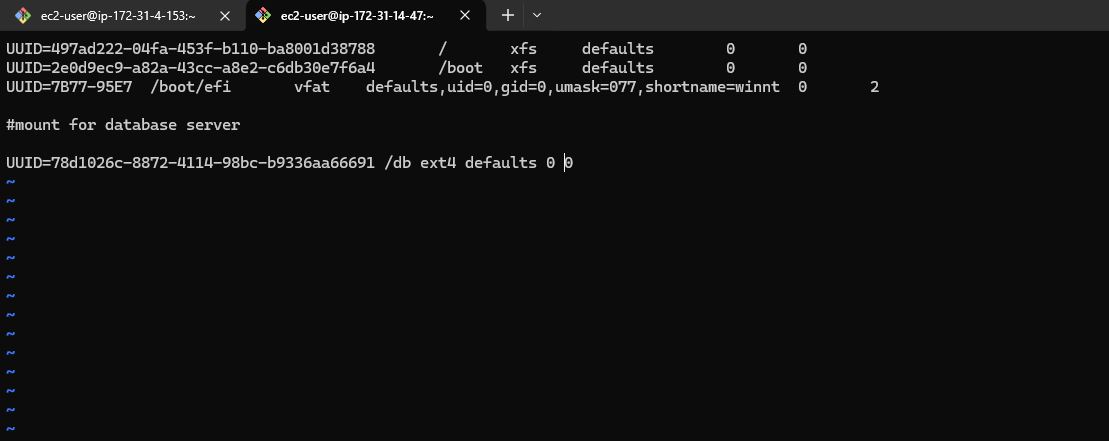 ec2-user@ip-172-31-4-153:~ ec2-user@ip-172-31-14-47:~
UUID=497ad222-04fa-453f-b110-ba8001d38788 / xfs defaults 0 0
UUID=2e0d9ec9-a82a-43cc-a8e2-c6db30e7f6a4 /boot xfs defaults 0 0
UUID=7B77-95E7 /boot/efi vfat defaults,uid=0,gid=0,umask=077,shortname=winnt 0 2
#mount for database server
UUID=78d1026c-8872-4114-98bc-b9336aa66691 /db ext4 defaults 0 0
~
~
~
~
~
~
~
~
~
~
~
~
~
~